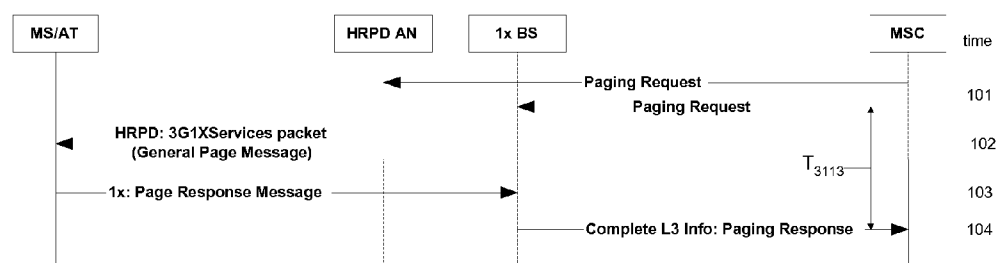 MS/AT
HRPD AN
1x BS
MSC
time
Paging Request
101
Paging Request
HRPD: 3G1XServices packet
(General Page Message)
102
T3113
1x: Page Response Message
103
Complete L3 Info: Paging Response
104